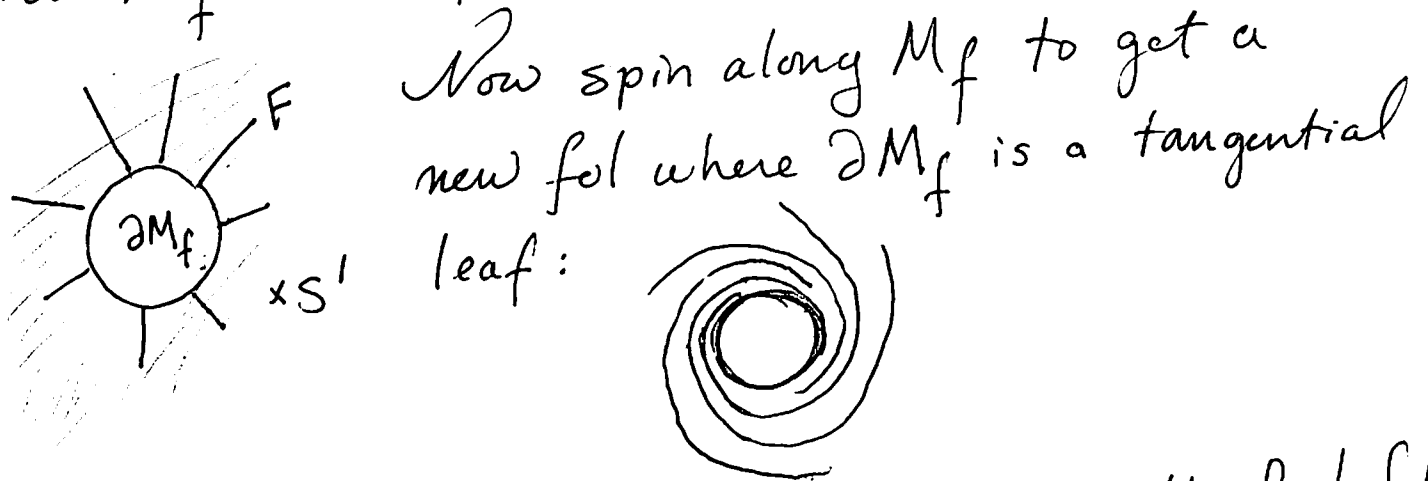 Now spin along M_f to get a
F
new fol where ∂M_f is a tangential
∂M_f
×S¹
leaf: